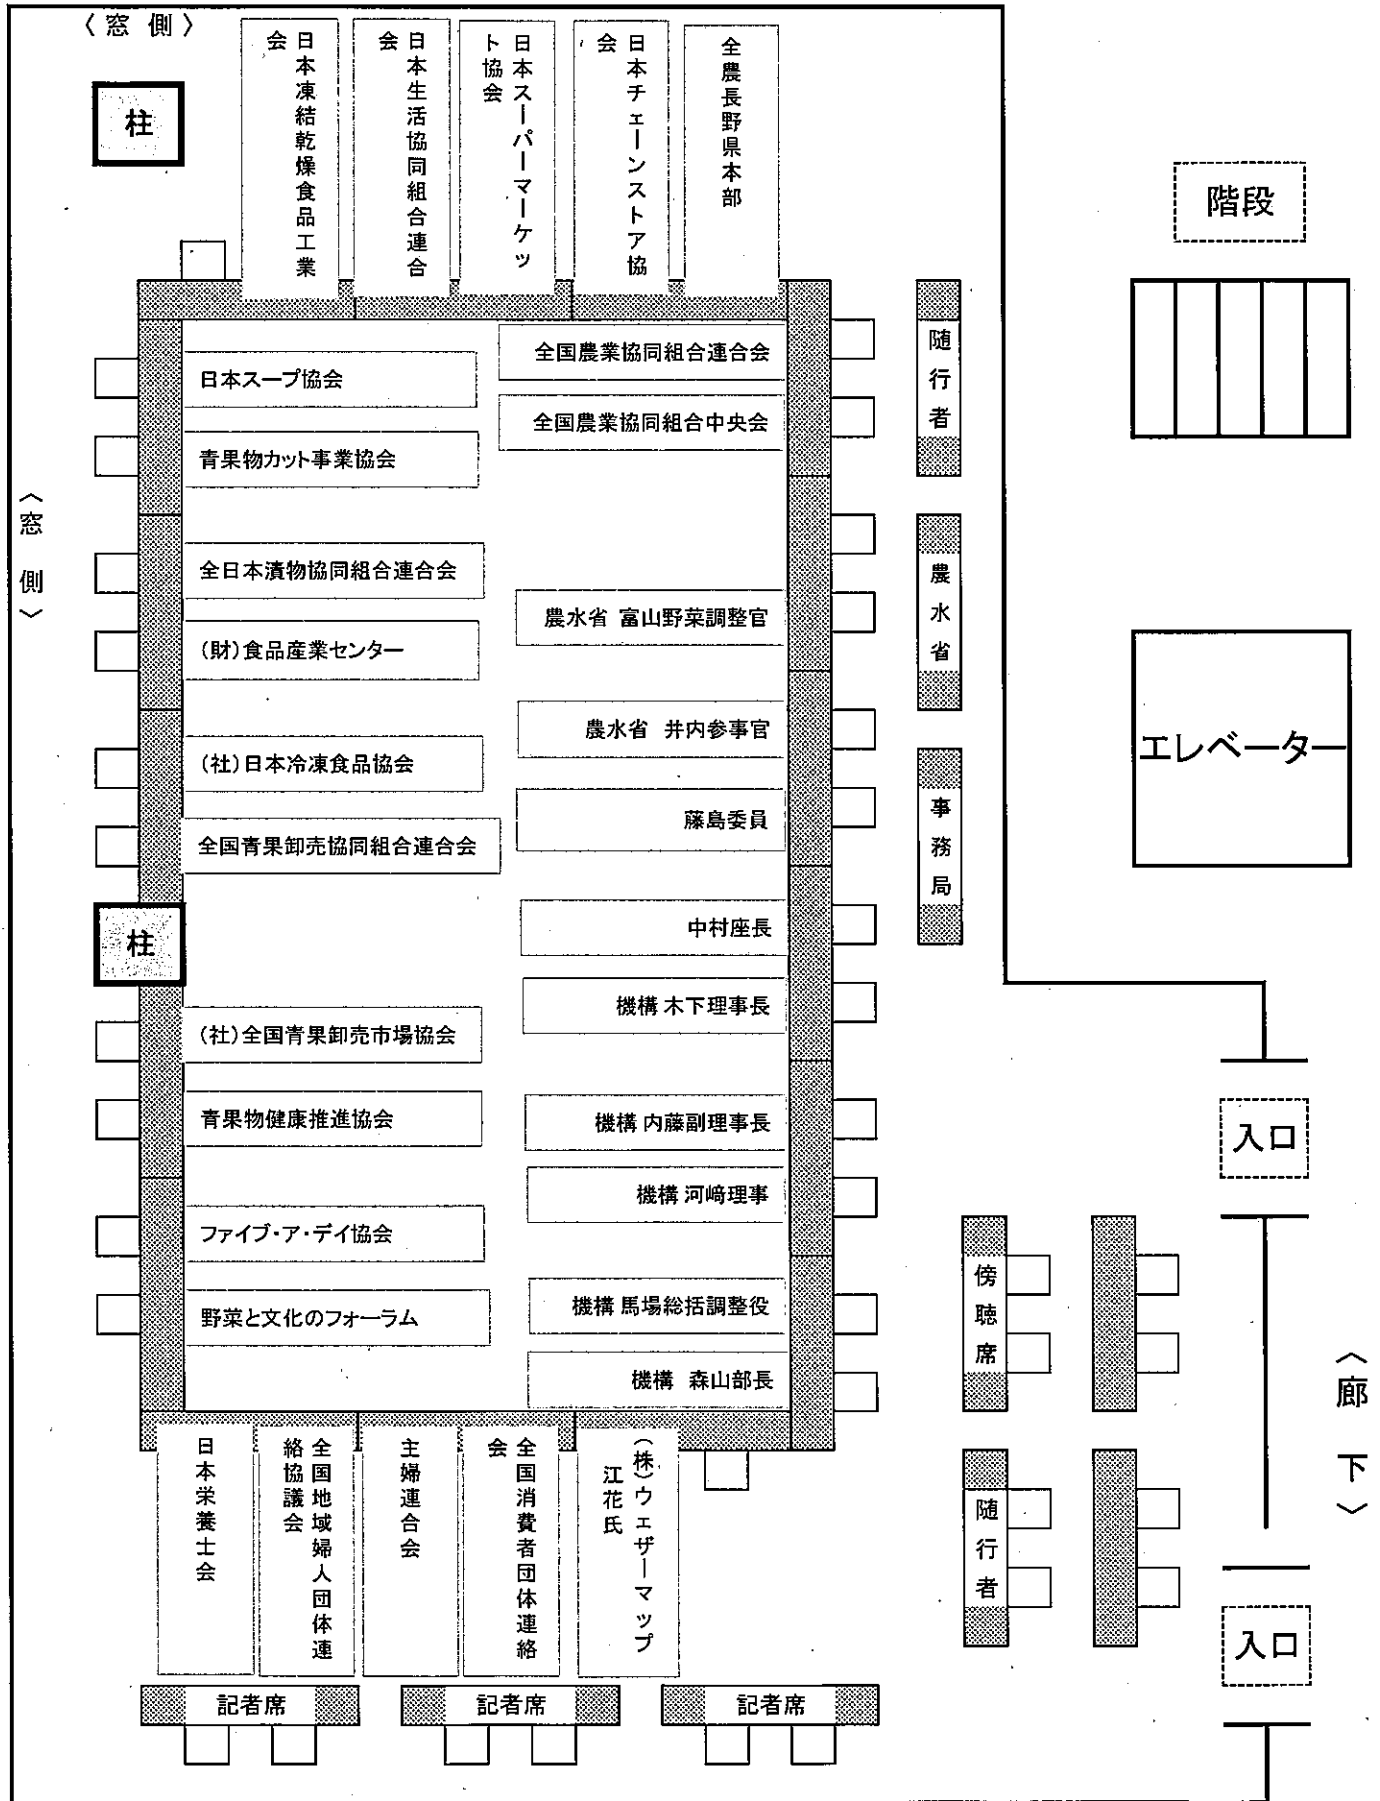 〈窓 側〉
日本凍結乾燥食品工業
会
日本生活協同組合連合
会
日本スーパーマーケッ
ト協会
日本チェーンストア協
会
全農長野県本部
柱
階段
日本スープ協会
青果物カット事業協会
全日本漬物協同組合連合会
(財)食品産業センター
(社)日本冷凍食品協会
全国青果卸売協同組合連合会
柱
(社)全国青果卸売市場協会
青果物健康推進協会
ファイブ・ア・デイ協会
野菜と文化のフォーラム
〈窓 側〉
全国農業協同組合連合会
全国農業協同組合中央会
農水省 富山野菜調整官
農水省 井内参事官
藤島委員
中村座長
機構 木下理事長
機構 内藤副理事長
機構 河﨑理事
機構 馬場総括調整役
機構 森山部長
随行者
農水省
事務局
エレベーター
入口
傍聴席
随行者
〈廊 下〉
入口
日本栄養士会
全国地域婦人団体連
絡協議会
主婦連合会
全国消費者団体連絡
会
(株)ウェザーマップ
江花氏
記者席
記者席
記者席